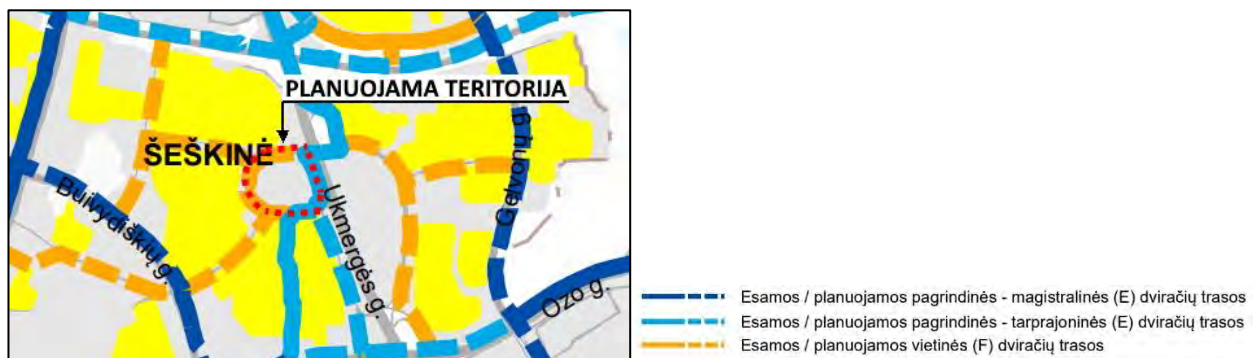 PLANUOJAMA TERITORIJA
ŠEŠKINĖ
Buivydiškių g.
Ukmergės g.
Gelvonų g.
Ozo g.
Esamos / planuojamos pagrindinės - magistralinės (E) dviračių trasos
Esamos / planuojamos pagrindinės - tarprajoninės (E) dviračių trasos
Esamos / planuojamos vietinės (F) dviračių trasos